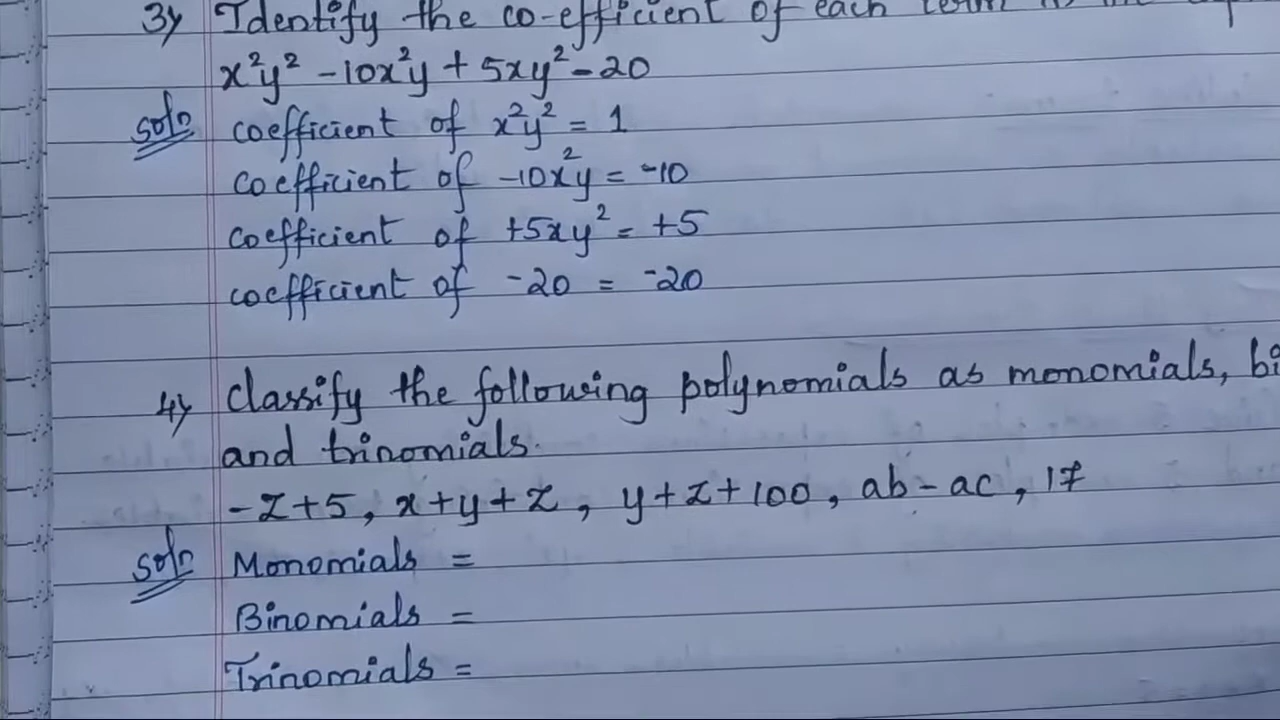 3) Identify the co-efficient of each term
x²y² - 10x²y + 5xy² - 20
Soln coefficient of x²y² = 1
coefficient of -10x²y = -10
coefficient of +5xy² = +5
coefficient of -20 = -20
4) Classify the following polynomials as monomials, bi
and trinomials.
-z+5, x+y+z, y+z+100, ab-ac, 17
Soln Monomials =
Binomials =
Trinomials =